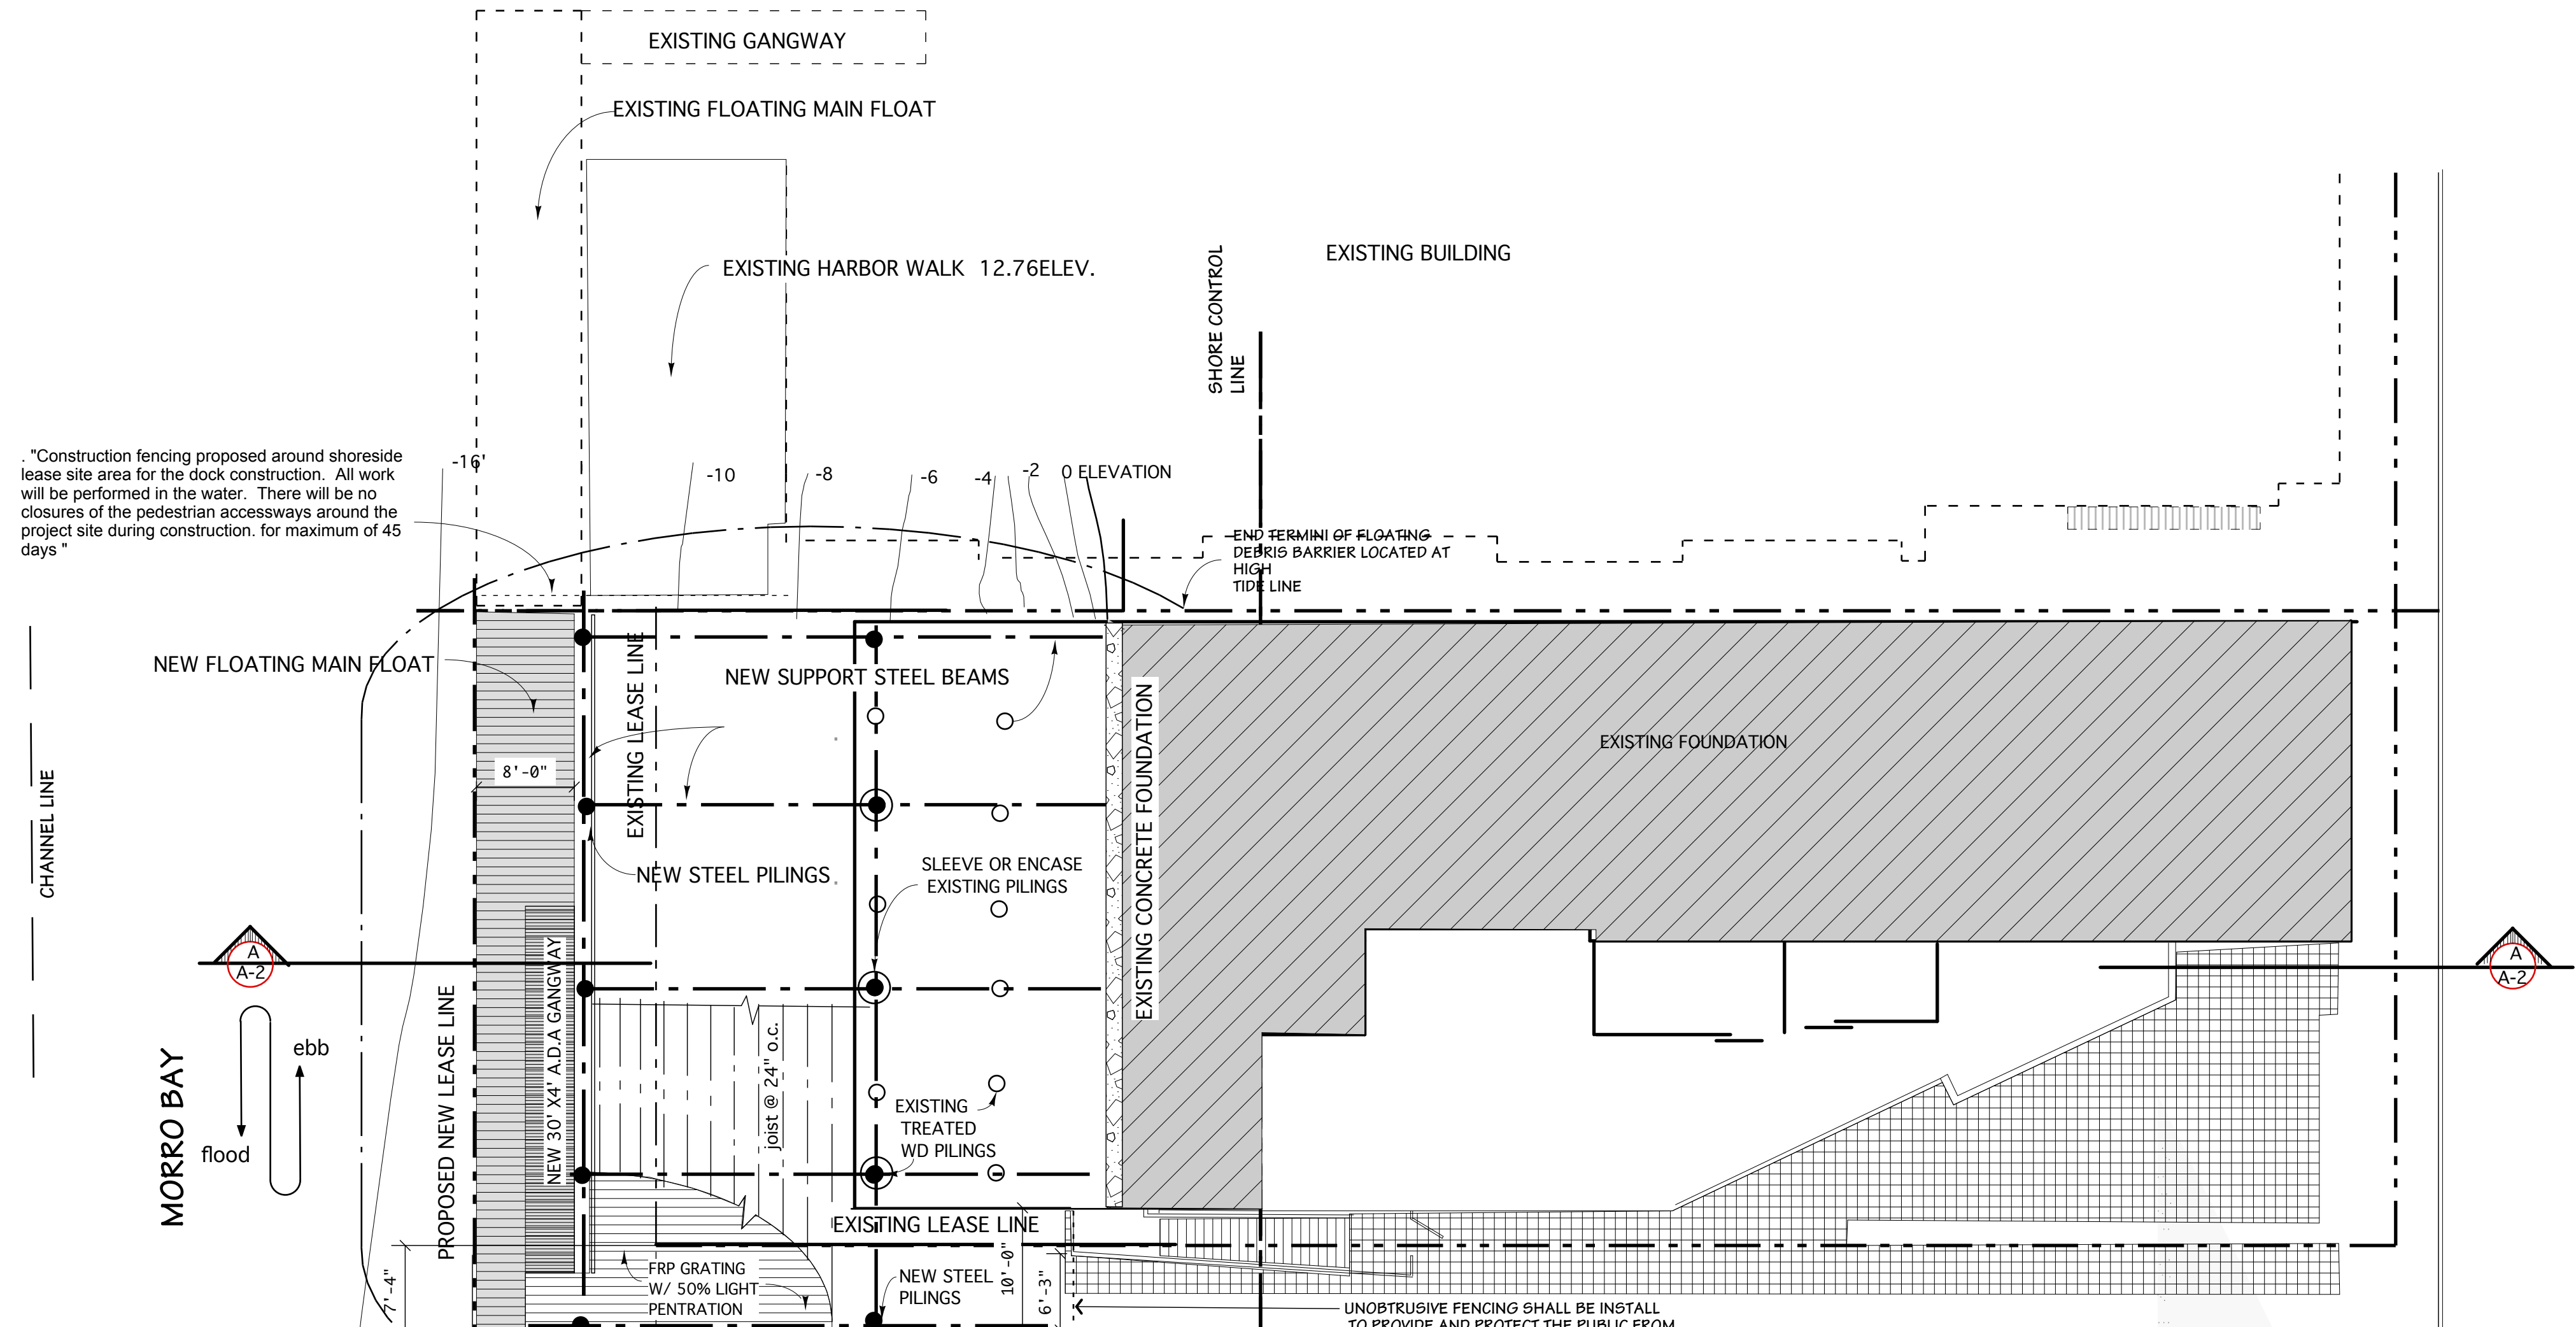 EXISTING GANGWAY
EXISTING FLOATING MAIN FLOAT
EXISTING HARBOR WALK 12.76ELEV.
SHORE CONTROL
LINE
EXISTING BUILDING
. "Construction fencing proposed around shoreside
lease site area for the dock construction. All work
will be performed in the water. There will be no
closures of the pedestrian accessways around the
project site during construction. for maximum of 45
days "
-16'
-10
-8
-6
-4
-2
0 ELEVATION
END TERMINI OF FLOATING
DEBRIS BARRIER LOCATED AT
HIGH
TIDE LINE
NEW FLOATING MAIN FLOAT
EXISTING LEASE LINE
NEW SUPPORT STEEL BEAMS
EXISTING CONCRETE FOUNDATION
EXISTING FOUNDATION
8'-0"
CHANNEL LINE
NEW STEEL PILINGS
SLEEVE OR ENCASE
EXISTING PILINGS
A
A-2
A
A-2
NEW 30' X4' A.D.A GANGWAY
PROPOSED NEW LEASE LINE
MORRO BAY
ebb
flood
joist @ 24" o.c.
EXISTING
TREATED
WD PILINGS
EXISTING LEASE LINE
7'-4"
FRP GRATING
W/ 50% LIGHT
PENTRATION
NEW STEEL
PILINGS
10'-0"
6'-3"
UNOBTRUSIVE FENCING SHALL BE INSTALL
TO PROVIDE AND PROTECT THE PUBLIC FROM